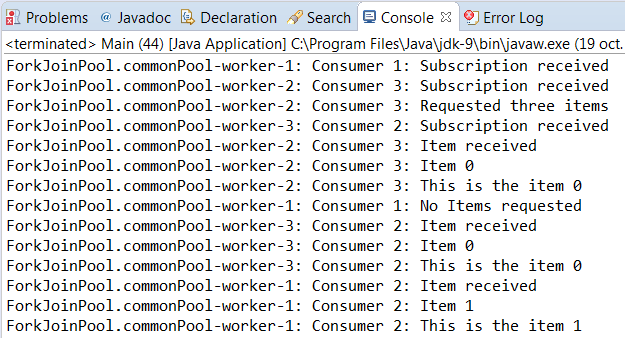 Problems @ Javadoc Declaration Search Console Error Log
<terminated> Main (44) [Java Application] C:\Program Files\Java\jdk-9\bin\javaw.exe (19 oct.
ForkJoinPool.commonPool-worker-1: Consumer 1: Subscription received
ForkJoinPool.commonPool-worker-2: Consumer 3: Subscription received
ForkJoinPool.commonPool-worker-2: Consumer 3: Requested three items
ForkJoinPool.commonPool-worker-3: Consumer 2: Subscription received
ForkJoinPool.commonPool-worker-2: Consumer 3: Item received
ForkJoinPool.commonPool-worker-2: Consumer 3: Item 0
ForkJoinPool.commonPool-worker-2: Consumer 3: This is the item 0
ForkJoinPool.commonPool-worker-1: Consumer 1: No Items requested
ForkJoinPool.commonPool-worker-3: Consumer 2: Item received
ForkJoinPool.commonPool-worker-3: Consumer 2: Item 0
ForkJoinPool.commonPool-worker-3: Consumer 2: This is the item 0
ForkJoinPool.commonPool-worker-1: Consumer 2: Item received
ForkJoinPool.commonPool-worker-1: Consumer 2: Item 1
ForkJoinPool.commonPool-worker-1: Consumer 2: This is the item 1